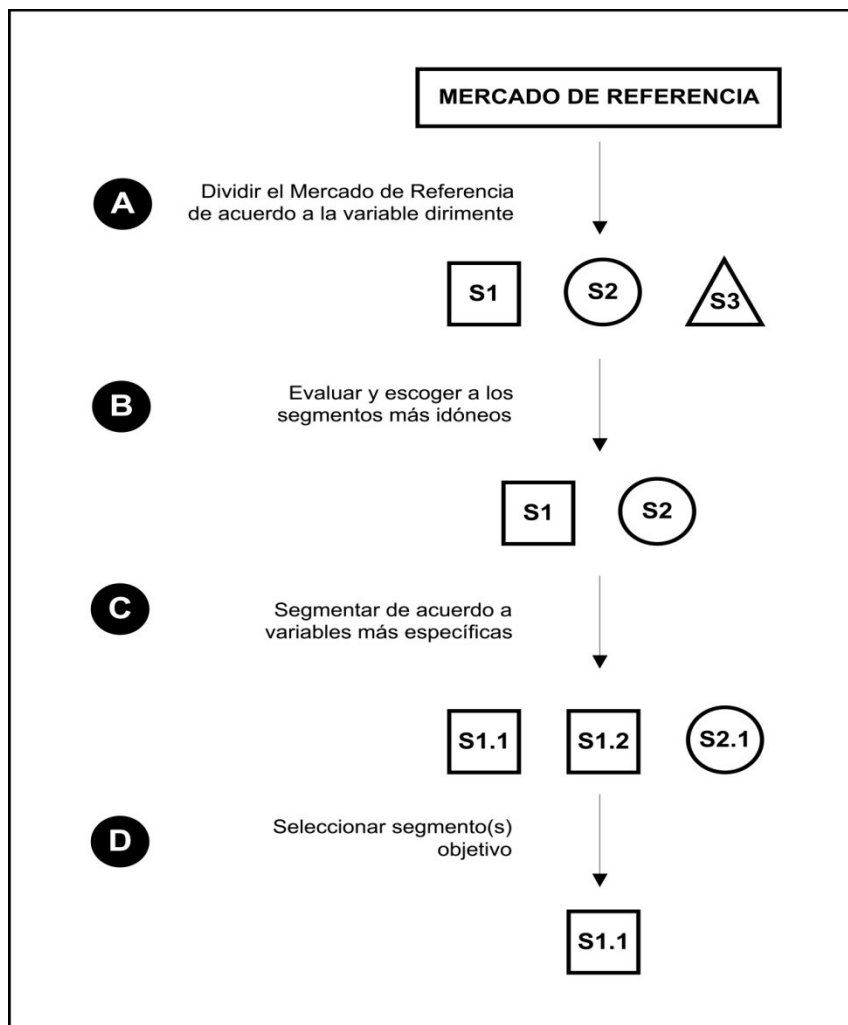 MERCADO DE REFERENCIA
A
Dividir el Mercado de Referencia
de acuerdo a la variable dirimente
S1
S2
S3
B
Evaluar y escoger a los
segmentos más idóneos
S1
S2
C
Segmentar de acuerdo a
variables más específicas
S1.1
S1.2
S2.1
D
Seleccionar segmento(s)
objetivo
S1.1